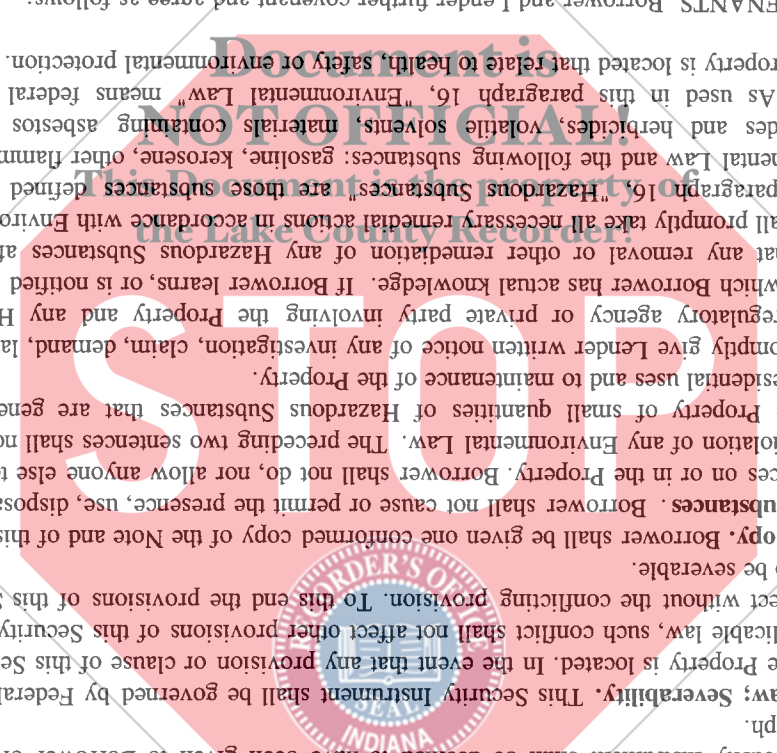 Document is
NOT OFFICIAL!
This Document is the property of
the Lake County Recorder!
STOP
RECORDER'S OFFICE
SEAL
INDIANA
ph.
aw; Severability. This Security Instrument shall be governed by Federal
e Property is located. In the event that any provision or clause of this Se
licable law, such conflict shall not affect other provisions of this Security
ect without the conflicting provision. To this end the provisions of this S
o be severable.
opy. Borrower shall be given one conformed copy of the Note and of this
ubstances . Borrower shall not cause or permit the presence, use, disposa
ces on or in the Property. Borrower shall not do, nor allow anyone else to
iolation of any Environmental Law. The preceding two sentences shall no
e Property of small quantities of Hazardous Substances that are gene
esidential uses and to maintenance of the Property.
omptly give Lender written notice of any investigation, claim, demand, la
regulatory agency or private party involving the Property and any H
which Borrower has actual knowledge. If Borrower learns, or is notified
hat any removal or other remediation of any Hazardous Substances af
all promptly take all necessary remedial actions in accordance with Enviro
paragraph 16, "Hazardous Substances" are those substances defined
mental Law and the following substances: gasoline, kerosene, other flamm
des and herbicides, volatile solvents, materials containing asbestos
As used in this paragraph 16, "Environmental Law" means federal
roperty is located that relate to health, safety or environmental protection.
ENANTS. Borrower and Lender further covenant and agree as follows: